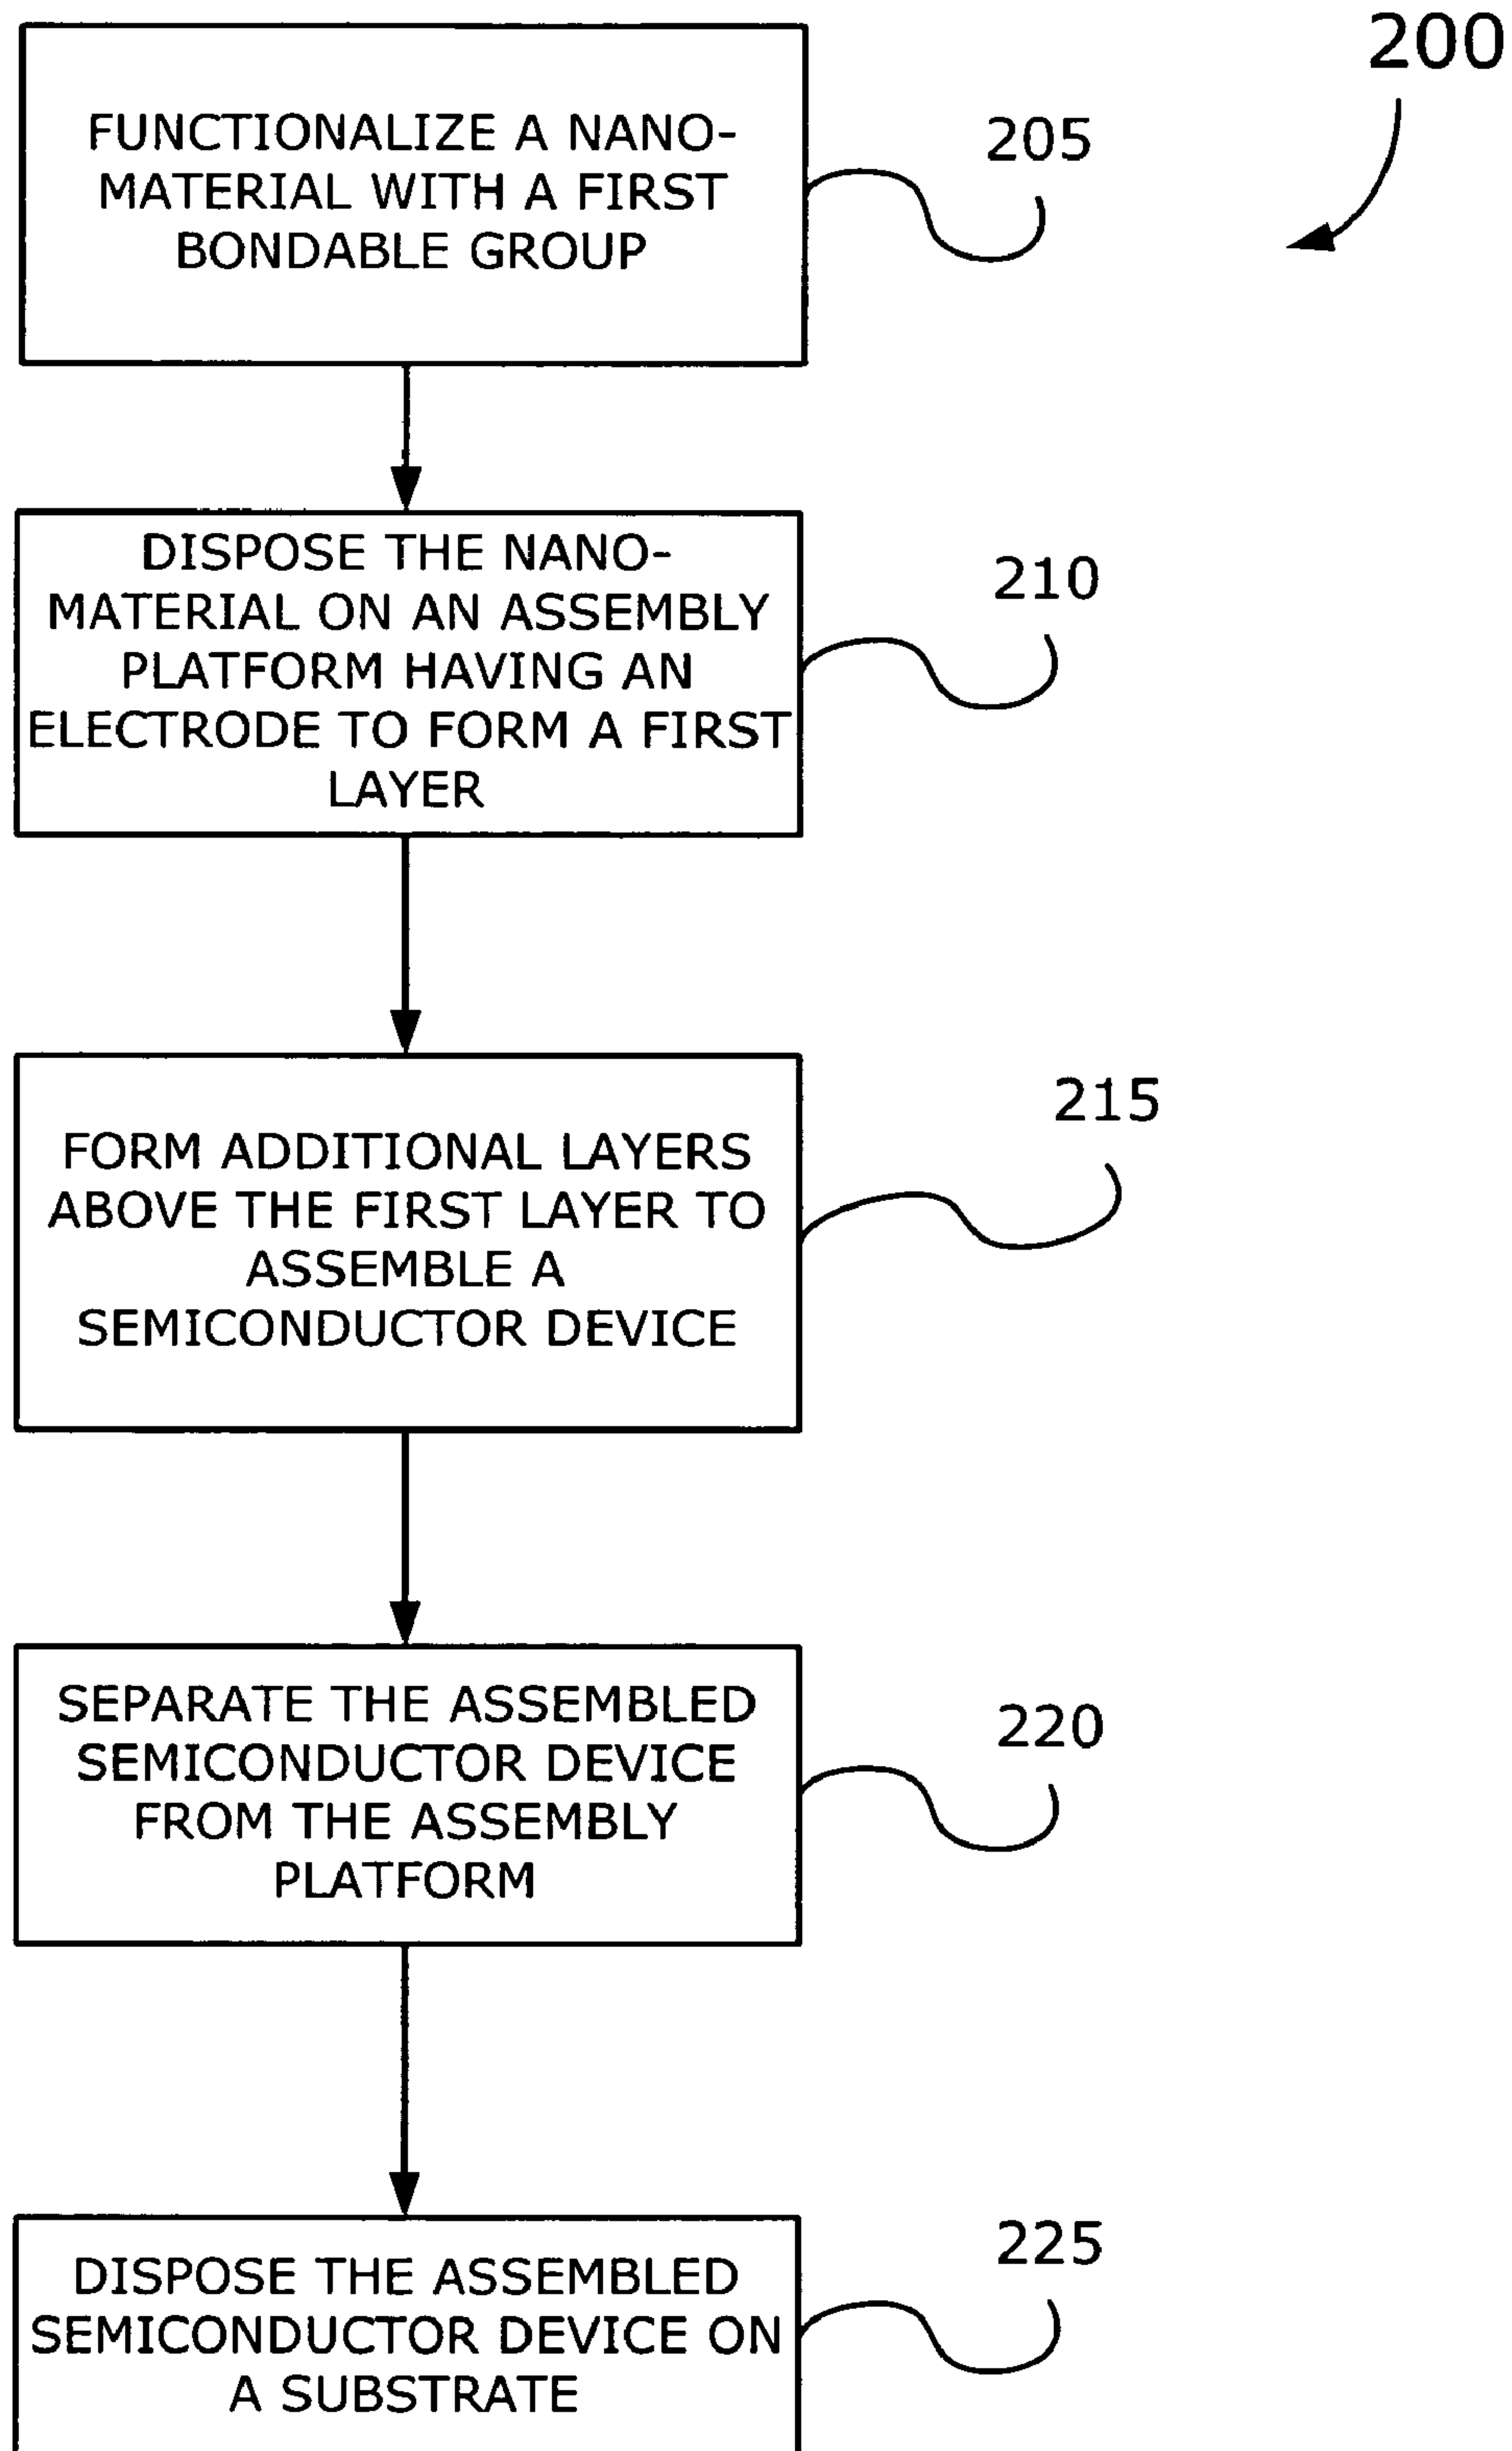 200
FUNCTIONALIZE A NANO-
MATERIAL WITH A FIRST
BONDABLE GROUP
205
DISPOSE THE NANO-
MATERIAL ON AN ASSEMBLY
PLATFORM HAVING AN
ELECTRODE TO FORM A FIRST
LAYER
210
FORM ADDITIONAL LAYERS
ABOVE THE FIRST LAYER TO
ASSEMBLE A
SEMICONDUCTOR DEVICE
215
SEPARATE THE ASSEMBLED
SEMICONDUCTOR DEVICE
FROM THE ASSEMBLY
PLATFORM
220
DISPOSE THE ASSEMBLED
SEMICONDUCTOR DEVICE ON
A SUBSTRATE
225